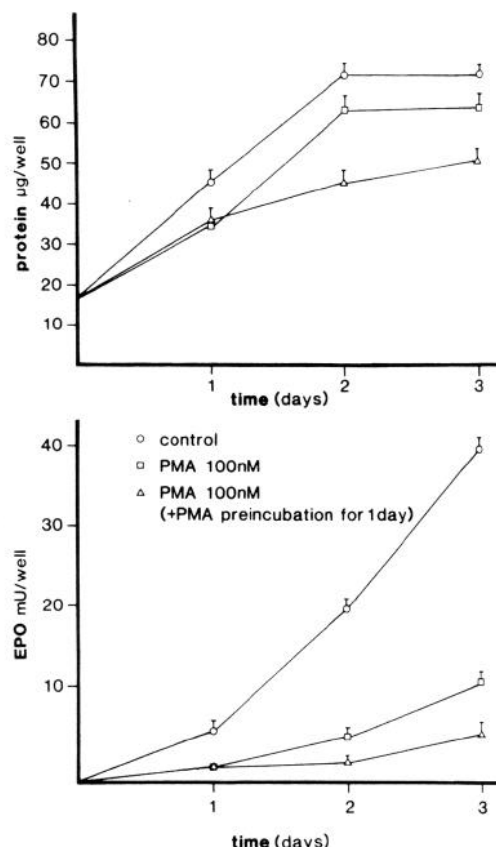 80
70
60
50
40
30
20
10
protein µg/well
1 2 3
time (days)
40
30
20
10
EPO mU/well
control
PMA 100nM
PMA 100nM
(+PMA preincubation for 1day)
1 2 3
time (days)